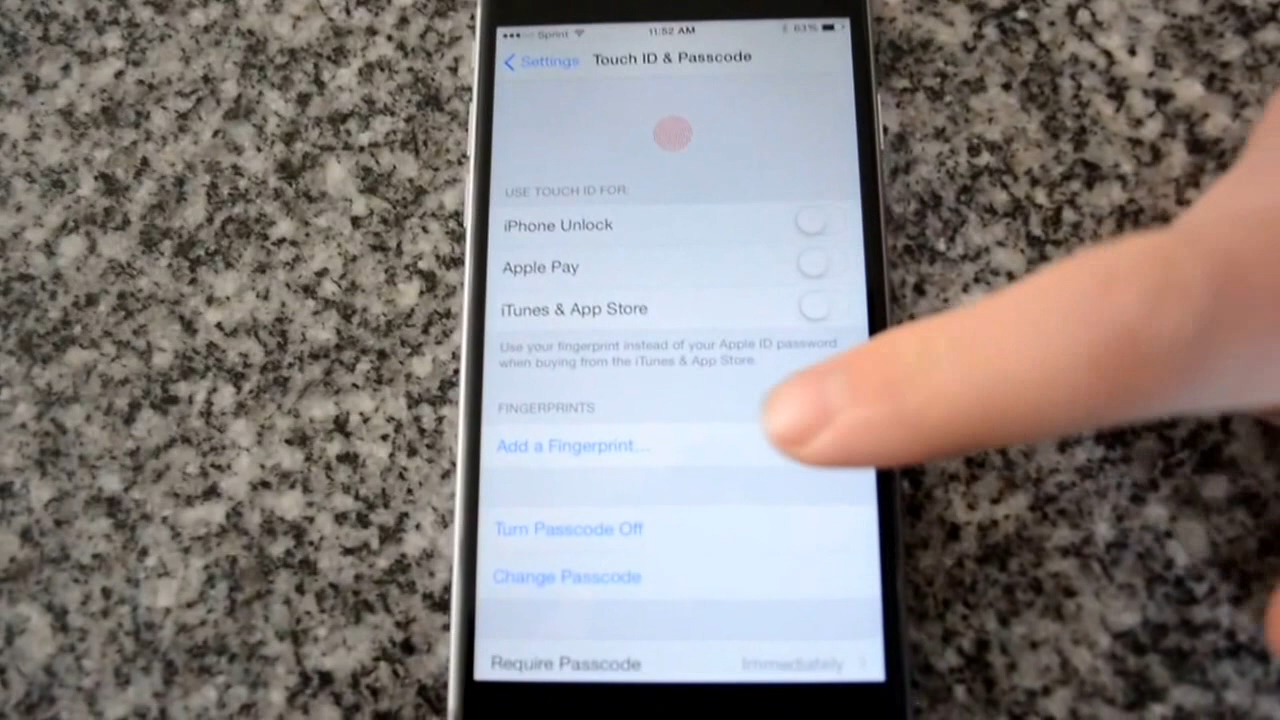 Sprint 11:52 AM 63%
Settings Touch ID & Passcode
USE TOUCH ID FOR:
iPhone Unlock
Apple Pay
iTunes & App Store
Use your fingerprint instead of your Apple ID password
when buying from the iTunes & App Store.
FINGERPRINTS
Add a Fingerprint...
Turn Passcode Off
Change Passcode
Require Passcode Immediately